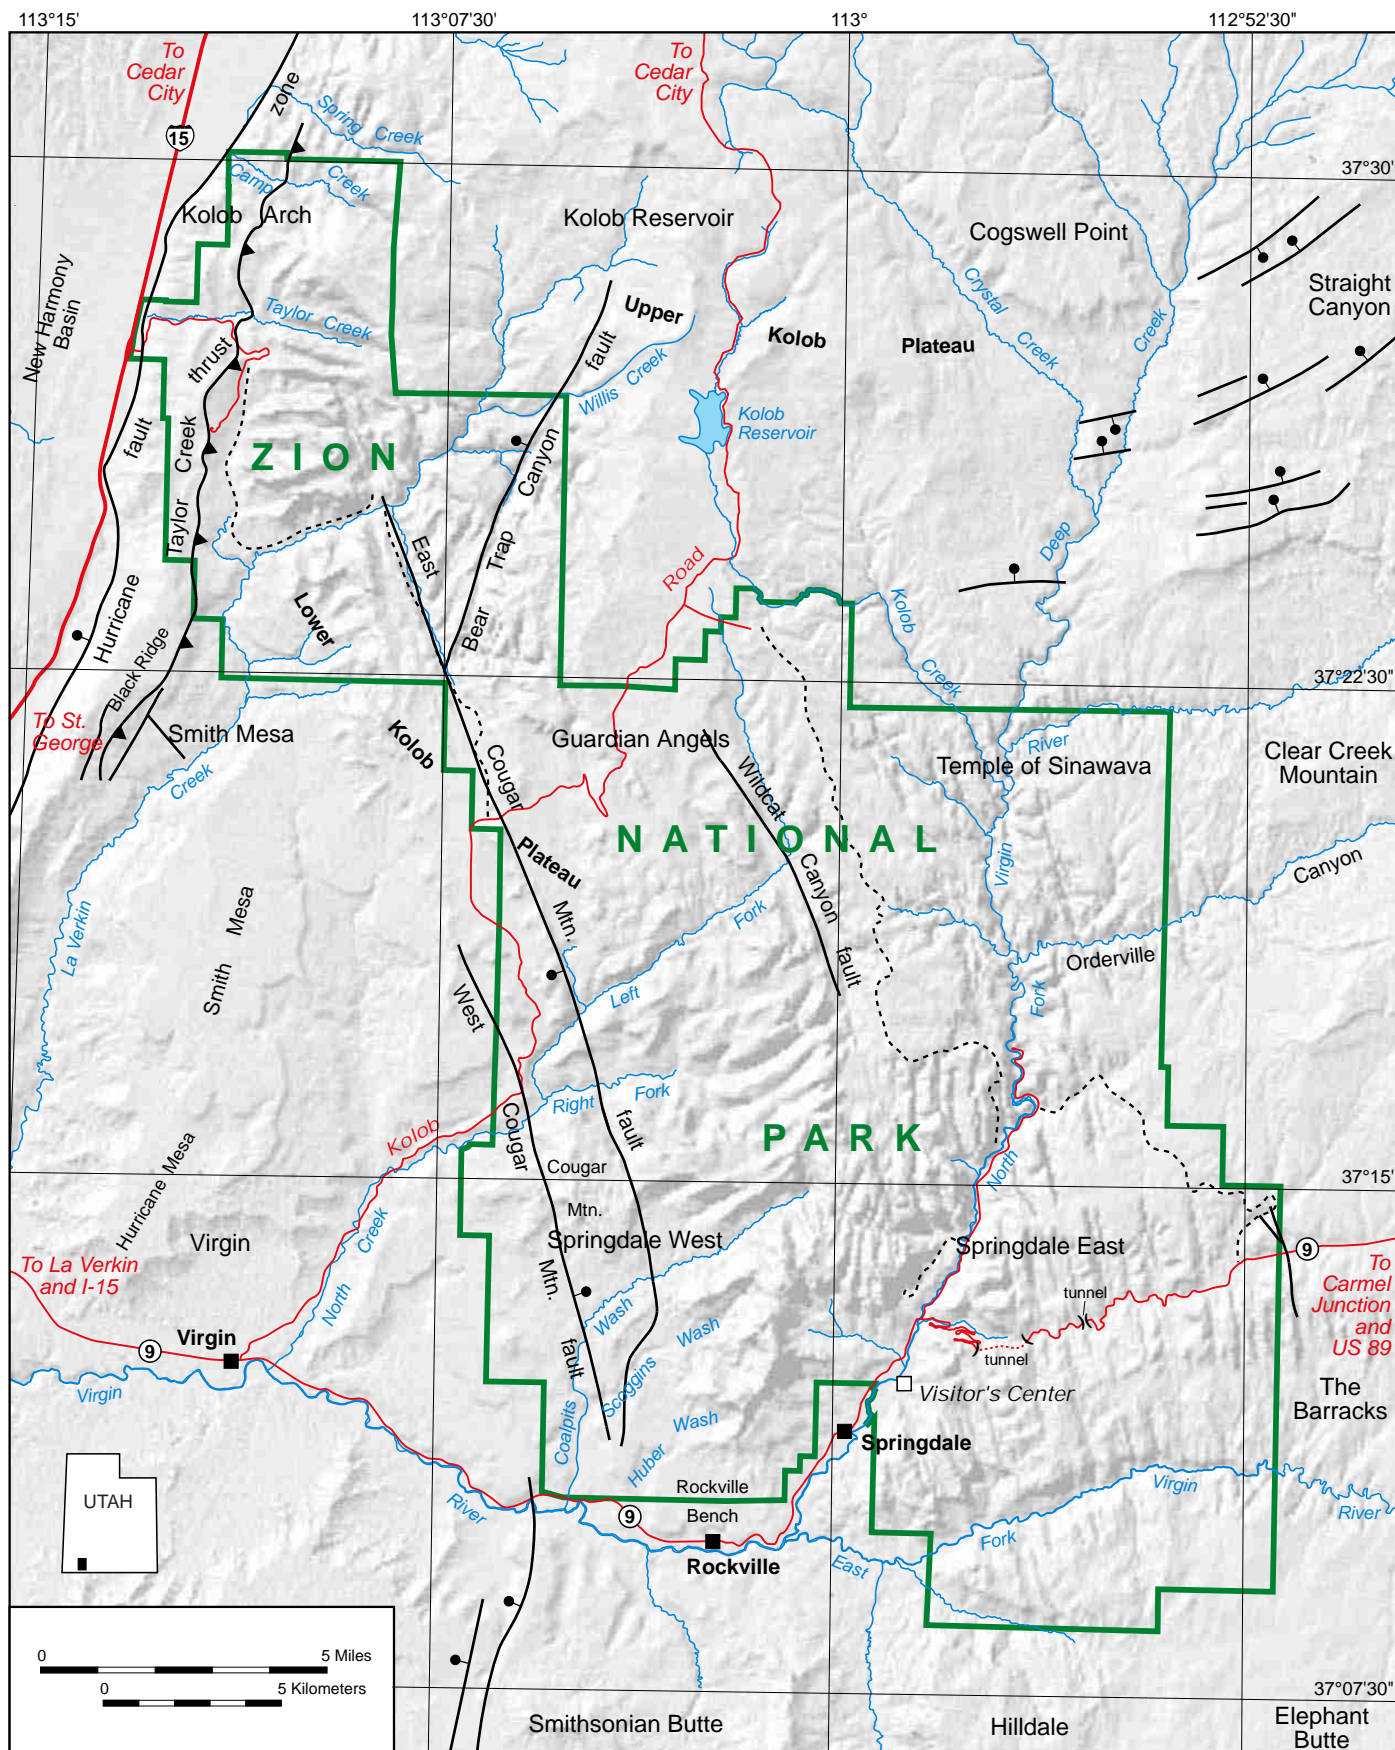 113°15'
113°07'30"
113°
112°52'30"
To
Cedar
City
To
Cedar
City
15
zone
Spring Creek
37°30'
Camp Creek
Kolob Arch
Kolob Reservoir
Cogswell Point
New Harmony
Basin
Taylor Creek
Upper
Kolob
Plateau
Crystal Creek
Creek
Straight
Canyon
thrust
fault
Willis Creek
Kolob
Reservoir
fault
Creek
Taylor
ZION
Canyon
Trap
Bear
East
Road
Deep
Hurricane
Lower
Kolob
Creek
Black Ridge
37°22'30"
To St.
George
Smith Mesa
Creek
Kolob
Cougar
Guardian Angels
Wildcat
River
Temple of Sinawava
Clear Creek
Mountain
NATIONAL
Plateau
Canyon
Virgin
Canyon
Smith Mesa
La Verkin
Mtn.
Fork
fault
Orderville
West
Left
Fork
Right Fork
Kolob
Cougar
fault
PARK
Hurricane Mesa
Cougar
Mtn.
North
37°15'
Virgin
Creek
Springdale West
Springdale East
9
To La Verkin
and I-15
North
Mtn.
Wash
Wash
tunnel
To
Carmel
Junction
and
US 89
Virgin
9
fault
tunnel
Virgin
Scoggins
Visitor's Center
The
Barracks
Coalpits
Wash
Huber
Springdale
UTAH
River
Rockville
Bench
9
Virgin
River
Rockville
East
Fork
0
5 Miles
0
5 Kilometers
37°07'30"
Smithsonian Butte
Hilldale
Elephant
Butte